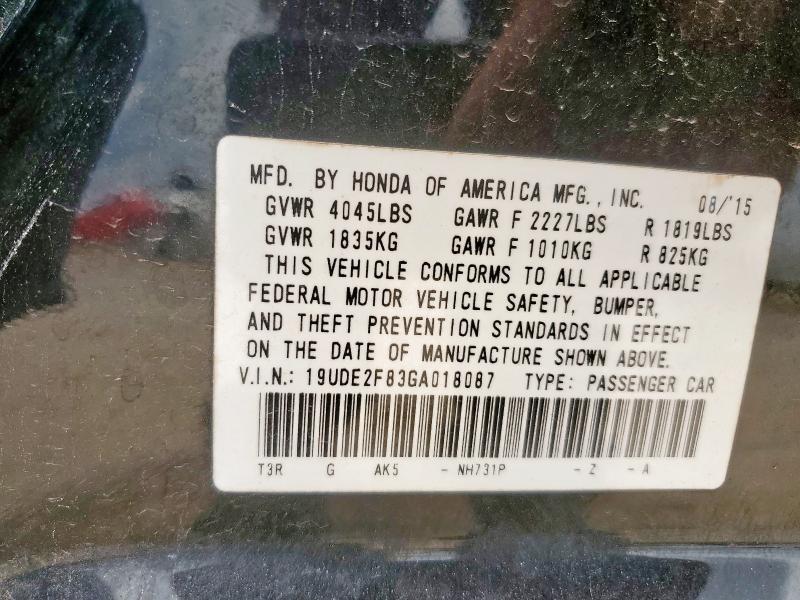 MFD. BY HONDA OF AMERICA MFG., INC. 08/'15
GVWR 4045LBS GAWR F 2227LBS R 1819LBS
GVWR 1835KG GAWR F 1010KG R 825KG
THIS VEHICLE CONFORMS TO ALL APPLICABLE
FEDERAL MOTOR VEHICLE SAFETY, BUMPER,
AND THEFT PREVENTION STANDARDS IN EFFECT
ON THE DATE OF MANUFACTURE SHOWN ABOVE.
V.I.N.: 19UDE2F83GA018087 TYPE: PASSENGER CAR
T3R G AK5 - NH731P - Z - A